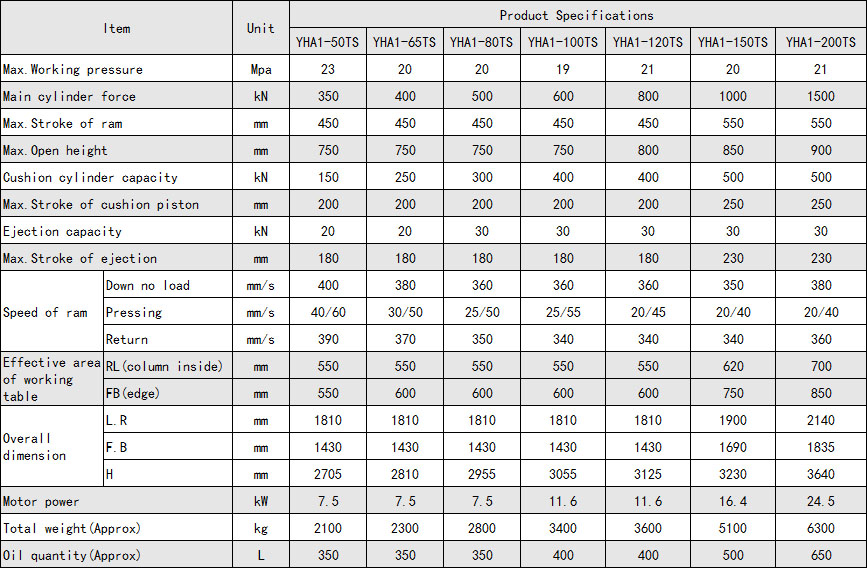 Item Unit Product Specifications
YHA1-50TS YHA1-65TS YHA1-80TS YHA1-100TS YHA1-120TS YHA1-150TS YHA1-200TS
Max.Working pressure Mpa 23 20 20 19 21 20 21
Main cylinder force kN 350 400 500 600 800 1000 1500
Max.Stroke of ram mm 450 450 450 450 450 550 550
Max.Open height mm 750 750 750 750 800 850 900
Cushion cylinder capacity kN 150 250 300 400 400 500 500
Max.Stroke of cushion piston mm 200 200 200 200 200 250 250
Ejection capacity kN 20 20 30 30 30 30 30
Max.Stroke of ejection mm 180 180 180 180 180 230 230
Speed of ram
Down no load mm/s 400 380 360 360 360 350 380
Pressing mm/s 40/60 30/50 25/50 25/55 20/45 20/40 20/40
Return mm/s 390 370 350 340 340 340 360
Effective area
of working
table
RL(column inside) mm 550 550 550 550 550 620 700
FB(edge) mm 550 600 600 600 600 750 850
Overall
dimension
L.R mm 1810 1810 1810 1810 1810 1900 2140
F.B mm 1430 1430 1430 1430 1430 1690 1835
H mm 2705 2810 2955 3055 3125 3230 3640
Motor power kW 7.5 7.5 7.5 11.6 11.6 16.4 24.5
Total weight(Approx) kg 2100 2300 2800 3400 3600 5100 6300
Oil quantity(Approx) L 350 350 350 400 400 500 650